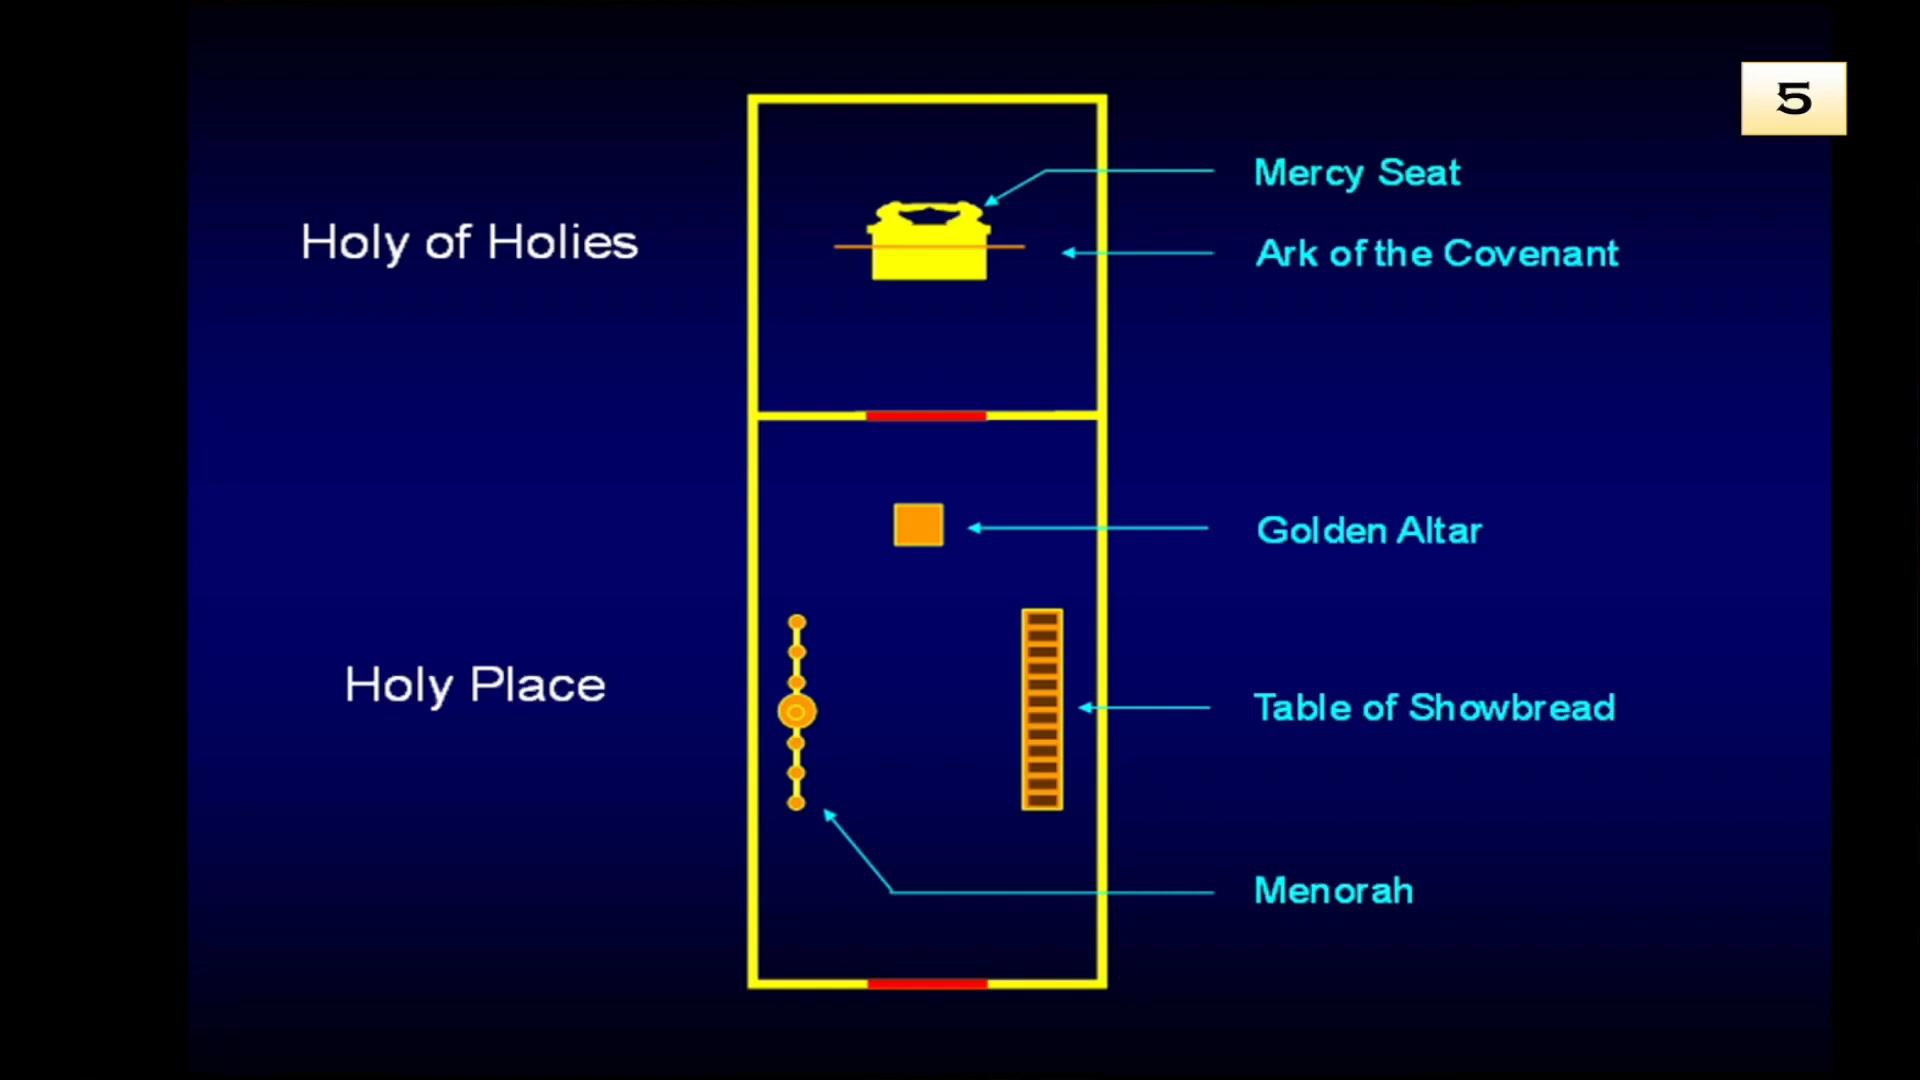 5
Mercy Seat
Holy of Holies
Ark of the Covenant
Golden Altar
Holy Place
Table of Showbread
Menorah